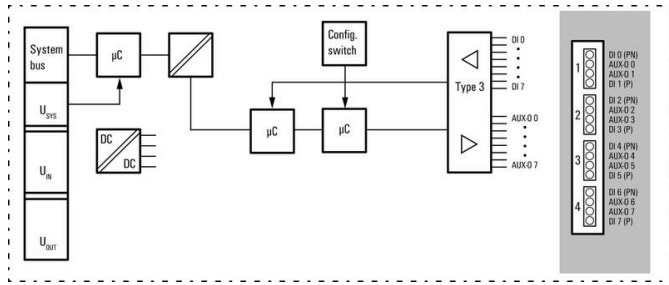 System
bus
µC
U_SYS
U_IN
U_OUT
DC
DC
Config.
switch
µC
µC
DI 0
Type 3
DI 7
AUX-O 0
AUX-O 7
1
DI 0 (PN)
AUX-O 0
AUX-O 1
DI 1 (P)
2
DI 2 (PN)
AUX-O 2
AUX-O 3
DI 3 (P)
3
DI 4 (PN)
AUX-O 4
AUX-O 5
DI 5 (P)
4
DI 6 (PN)
AUX-O 6
AUX-O 7
DI 7 (P)